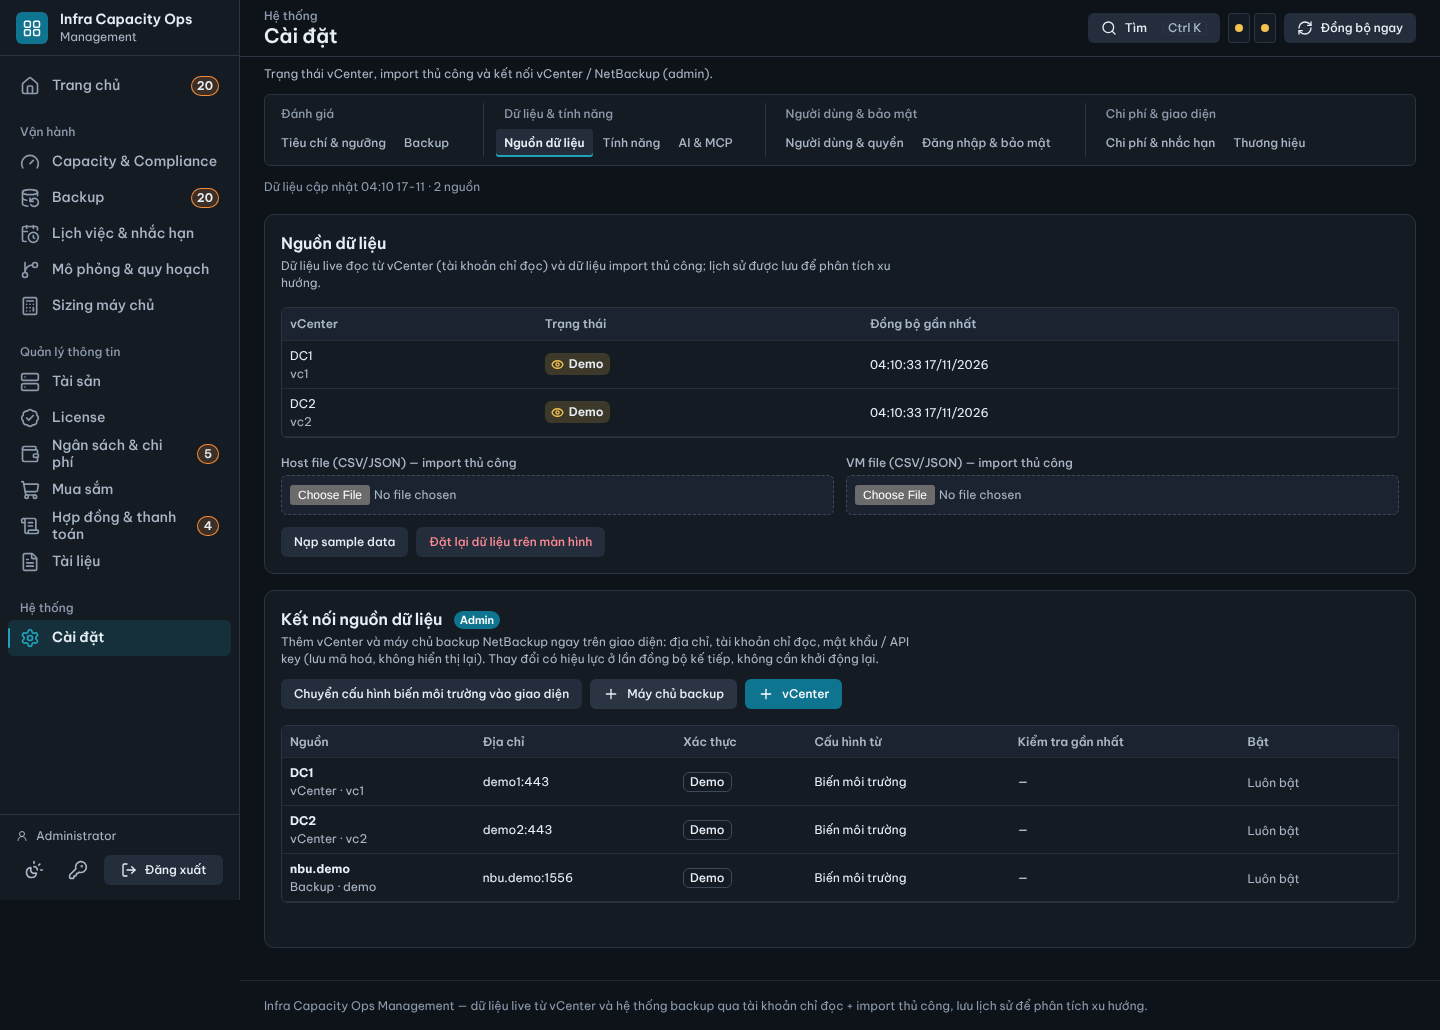 Infra Capacity Ops
Management
Trang chủ 20
Vận hành
Capacity & Compliance
Backup 20
Lịch việc & nhắc hạn
Mô phỏng & quy hoạch
Sizing máy chủ
Quản lý thông tin
Tài sản
License
Ngân sách & chi
phí 5
Mua sắm
Hợp đồng & thanh
toán 4
Tài liệu
Hệ thống
Cài đặt
Administrator
Đăng xuất
Hệ thống
Cài đặt
Tìm Ctrl K
Đồng bộ ngay
Trạng thái vCenter, import thủ công và kết nối vCenter / NetBackup (admin).
Đánh giá
Tiêu chí & ngưỡng Backup
Dữ liệu & tính năng
Nguồn dữ liệu Tính năng AI & MCP
Người dùng & bảo mật
Người dùng & quyền Đăng nhập & bảo mật
Chi phí & giao diện
Chi phí & nhắc hạn Thương hiệu
Dữ liệu cập nhật 04:10 17-11 · 2 nguồn
Nguồn dữ liệu
Dữ liệu live đọc từ vCenter (tài khoản chỉ đọc) và dữ liệu import thủ công; lịch sử được lưu để phân tích xu
hướng.
vCenter Trạng thái Đồng bộ gần nhất
DC1
vc1
Demo
04:10:33 17/11/2026
DC2
vc2
Demo
04:10:33 17/11/2026
Host file (CSV/JSON) — import thủ công
Choose File No file chosen
VM file (CSV/JSON) — import thủ công
Choose File No file chosen
Nạp sample data
Đặt lại dữ liệu trên màn hình
Kết nối nguồn dữ liệu Admin
Thêm vCenter và máy chủ backup NetBackup ngay trên giao diện: địa chỉ, tài khoản chỉ đọc, mật khẩu / API
key (lưu mã hoá, không hiển thị lại). Thay đổi có hiệu lực ở lần đồng bộ kế tiếp, không cần khởi động lại.
Chuyển cấu hình biến môi trường vào giao diện
Máy chủ backup
vCenter
Nguồn Địa chỉ Xác thực Cấu hình từ Kiểm tra gần nhất Bật
DC1
vCenter · vc1
demo1:443 Demo Biến môi trường — Luôn bật
DC2
vCenter · vc2
demo2:443 Demo Biến môi trường — Luôn bật
nbu.demo
Backup · demo
nbu.demo:1556 Demo Biến môi trường — Luôn bật
Infra Capacity Ops Management — dữ liệu live từ vCenter và hệ thống backup qua tài khoản chỉ đọc + import thủ công, lưu lịch sử để phân tích xu hướng.